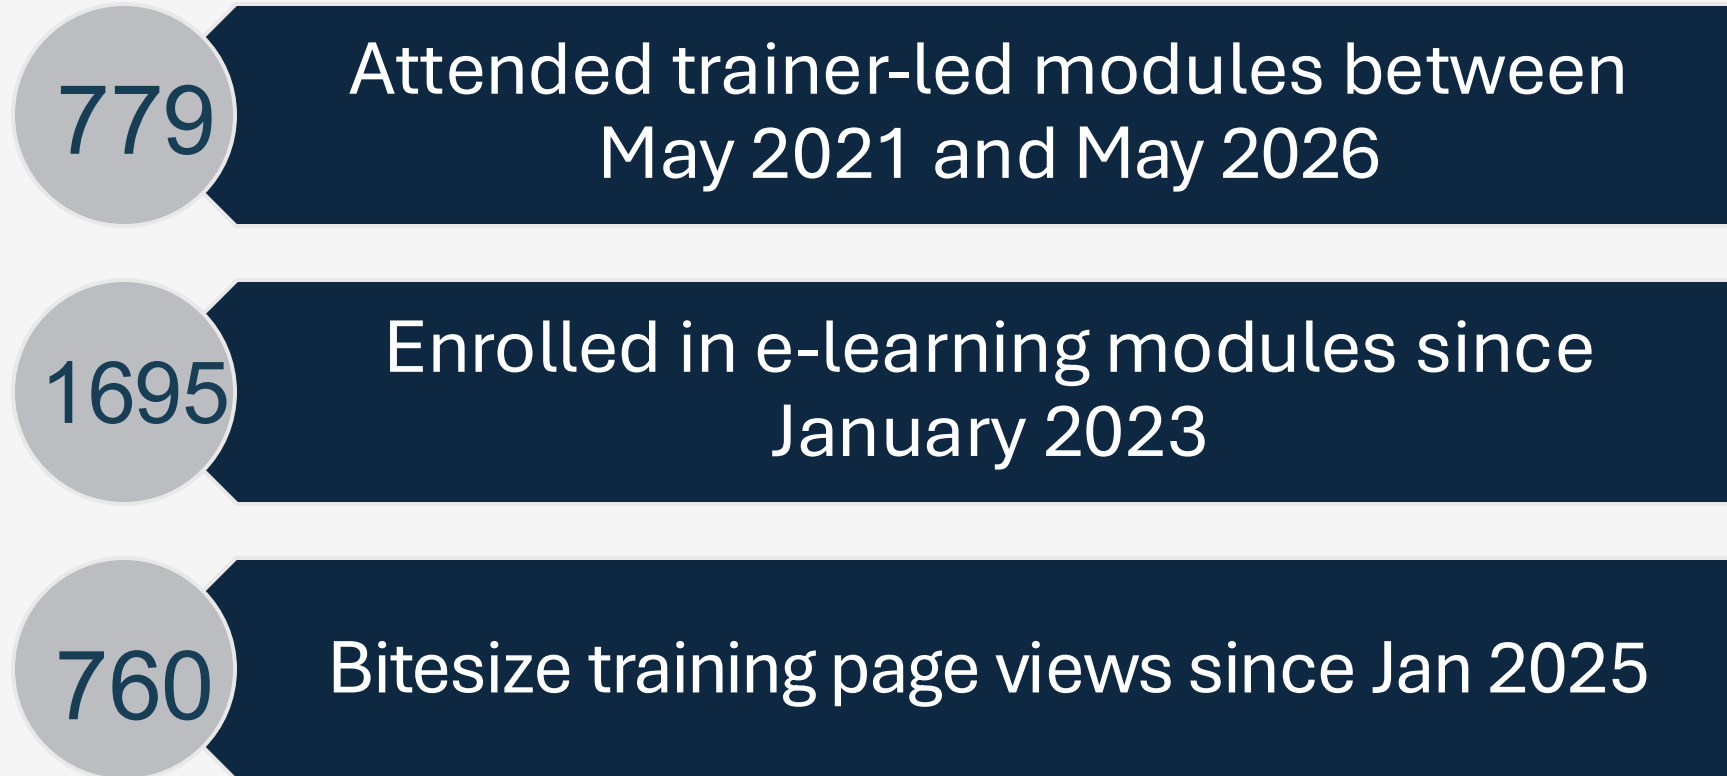 779
Attended trainer-led modules between
May 2021 and May 2026
1695
Enrolled in e-learning modules since
January 2023
760
Bitesize training page views since Jan 2025